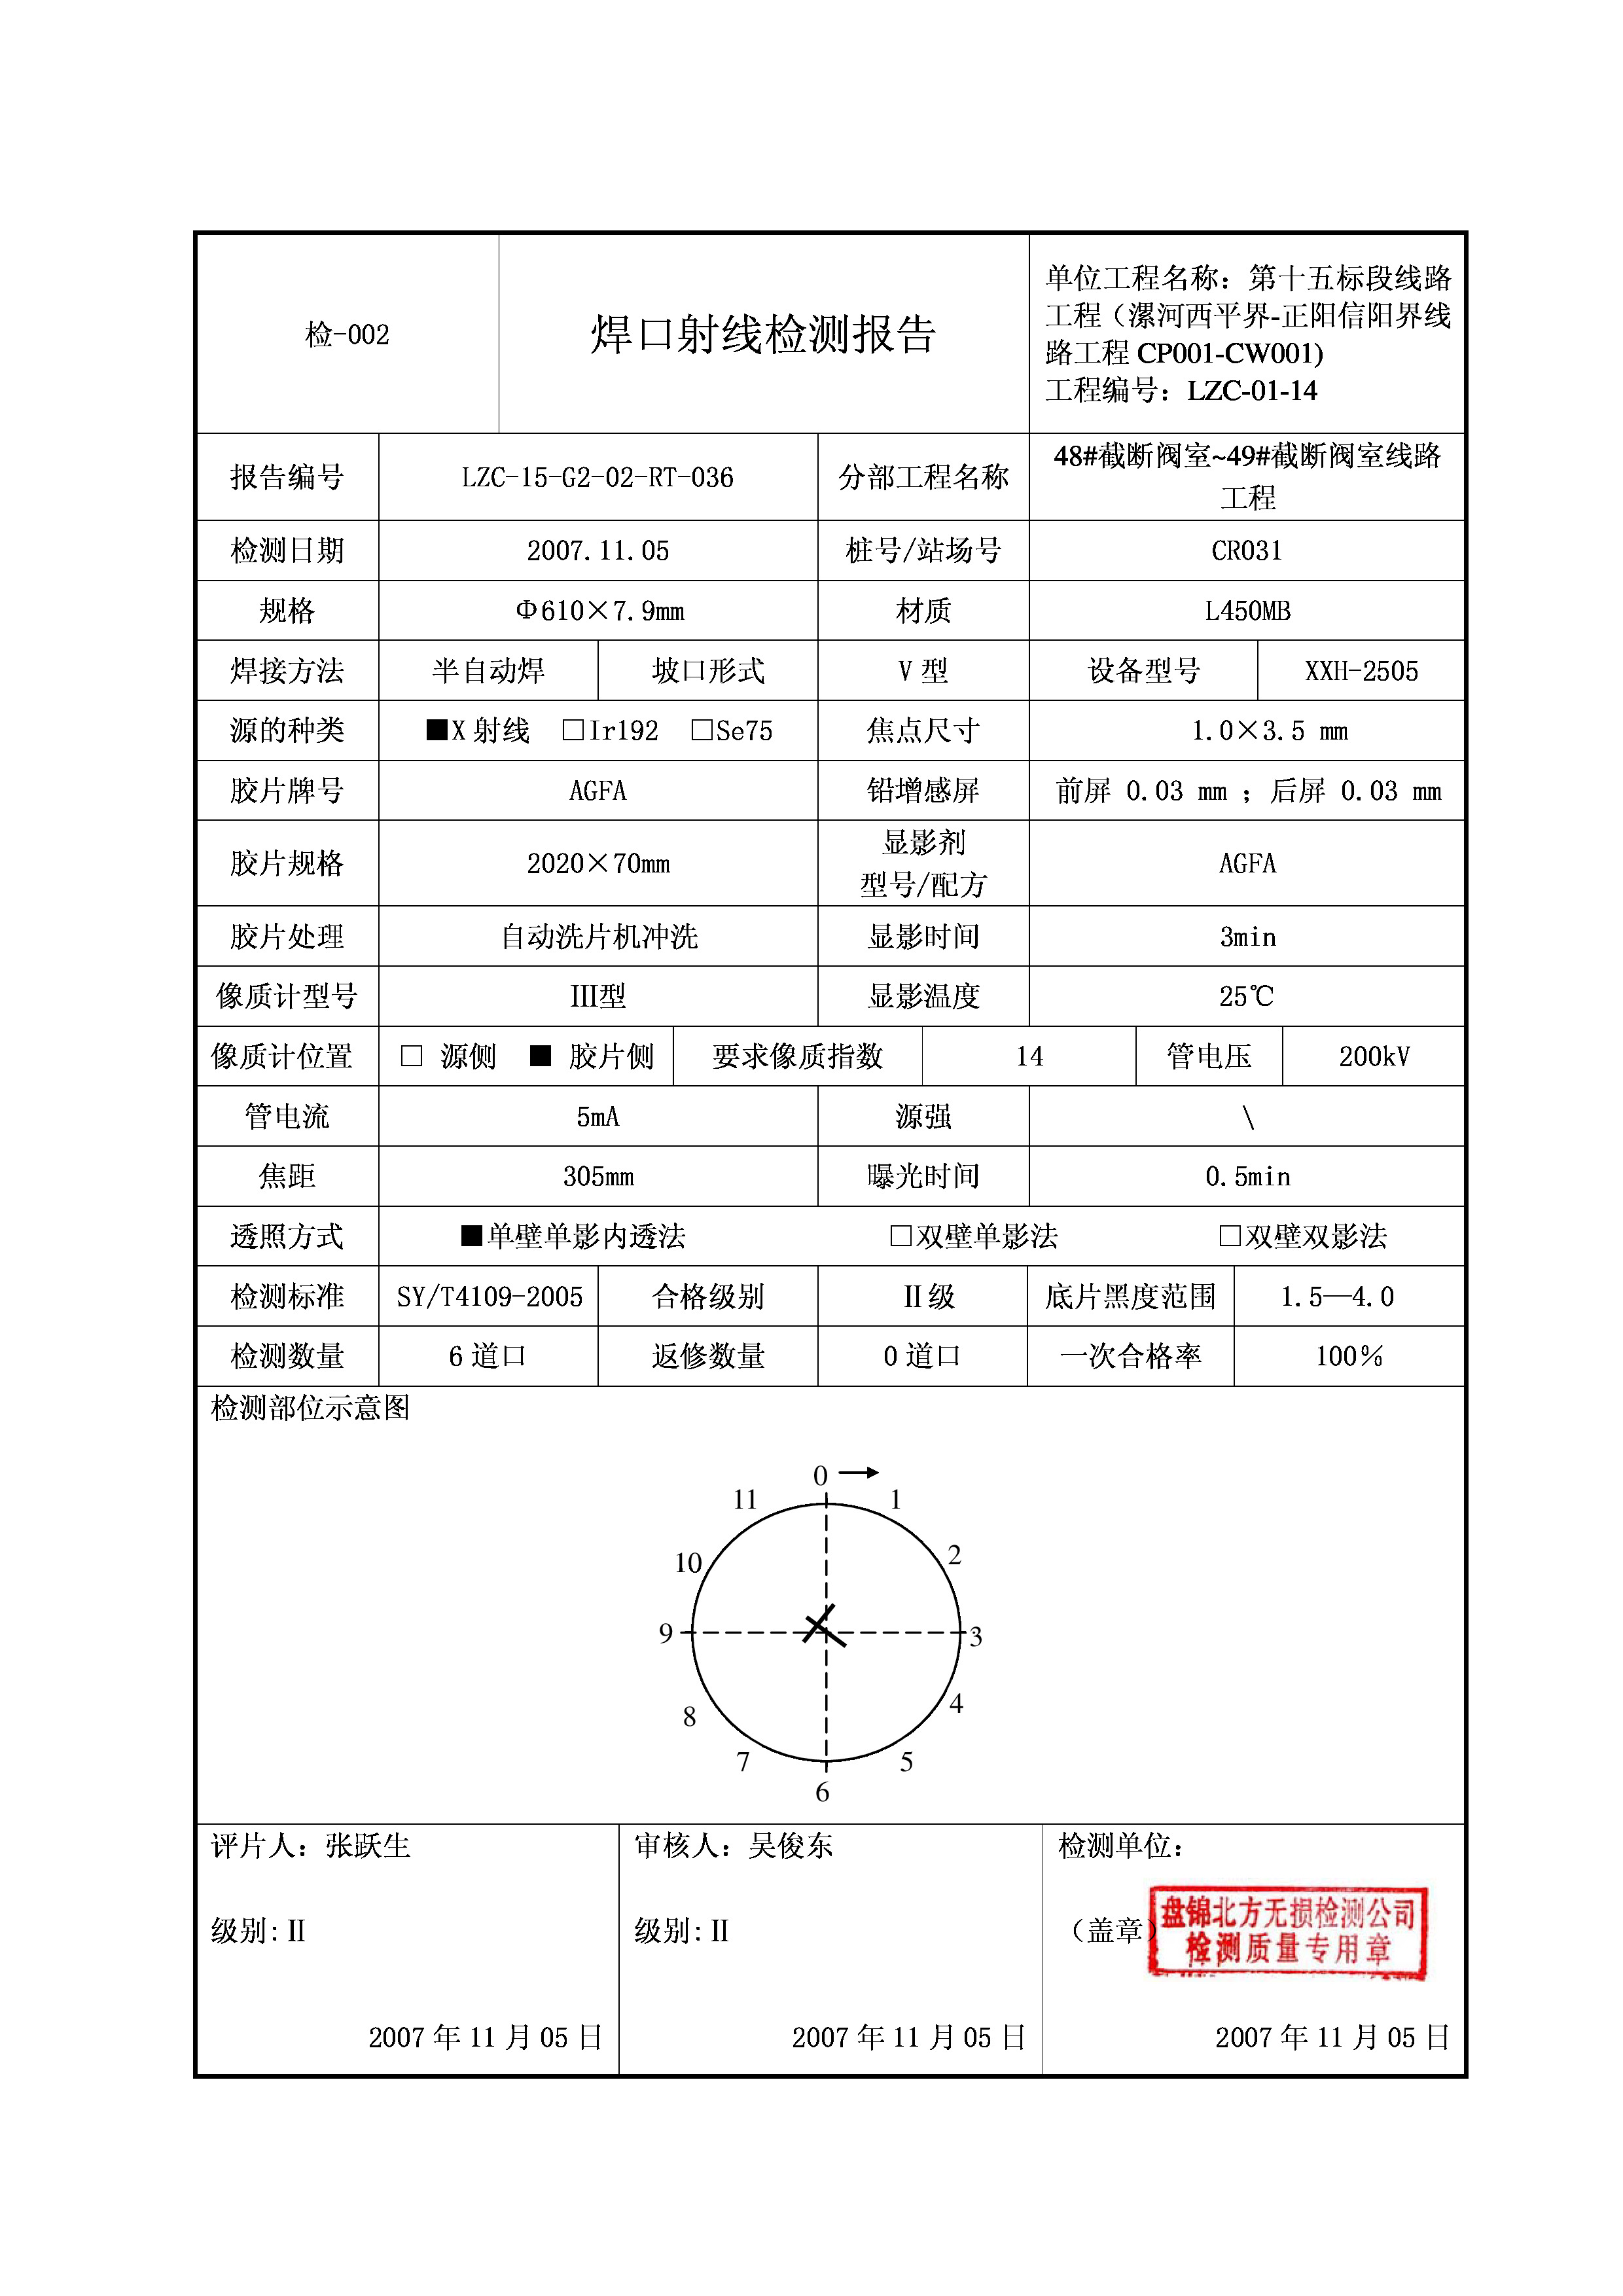 检-002
焊口射线检测报告
单位工程名称：第十五标段线路
工程（漯河西平界-正阳信阳界线
路工程 CP001-CW001)
工程编号：LZC-01-14
报告编号
LZC-15-G2-02-RT-036
分部工程名称
48#截断阀室~49#截断阀室线路
工程
检测日期
2007.11.05
桩号/站场号
CR031
规格
Φ610×7.9mm
材质
L450MB
焊接方法
半自动焊
坡口形式
V 型
设备型号
XXH-2505
源的种类
■X 射线 □Ir192 □Se75
焦点尺寸
1.0×3.5 mm
胶片牌号
AGFA
铅增感屏
前屏 0.03 mm ；后屏 0.03 mm
胶片规格
2020×70mm
显影剂
型号/配方
AGFA
胶片处理
自动洗片机冲洗
显影时间
3min
像质计型号
III型
显影温度
25℃
像质计位置
□ 源侧 ■ 胶片侧
要求像质指数
14
管电压
200kV
管电流
5mA
源强
\
焦距
305mm
曝光时间
0.5min
透照方式
■单壁单影内透法 □双壁单影法 □双壁双影法
检测标准
SY/T4109-2005
合格级别
II 级
底片黑度范围
1.5—4.0
检测数量
6 道口
返修数量
0 道口
一次合格率
100%
检测部位示意图
0
1
2
3
4
5
6
7
8
9
10
11
评片人：张跃生
级别: II
2007 年 11 月 05 日
审核人：吴俊东
级别: II
2007 年 11 月 05 日
检测单位：
（盖章）
盘锦北方无损检测公司
检测质量专用章
2007 年 11 月 05 日